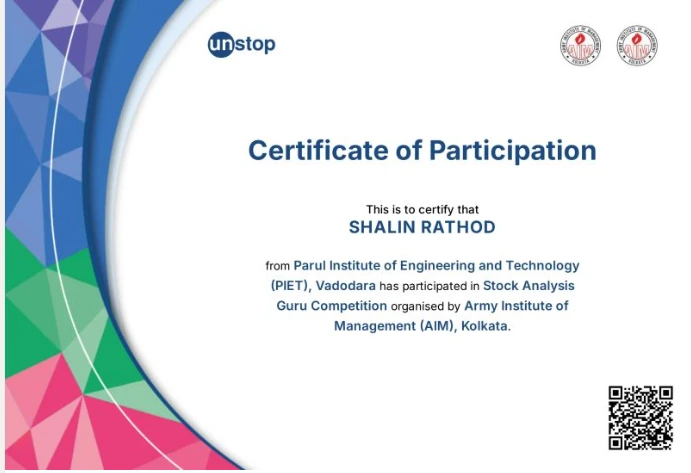 unstop
Certificate of Participation
This is to certify that
SHALIN RATHOD
from Parul Institute of Engineering and Technology
(PIET), Vadodara has participated in Stock Analysis
Guru Competition organised by Army Institute of
Management (AIM), Kolkata.